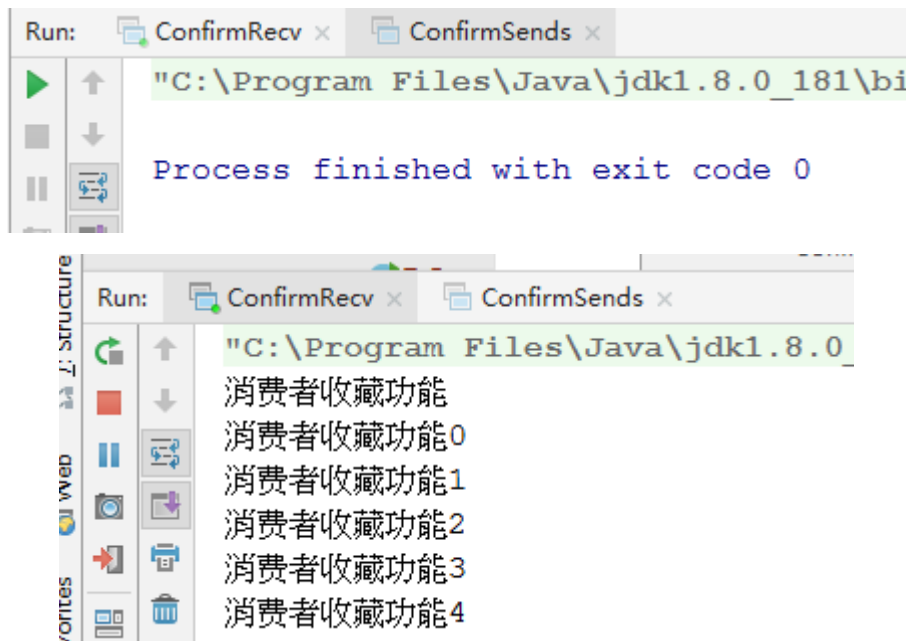 Run: ConfirmRecv × ConfirmSends ×
"C:\Program Files\Java\jdk1.8.0_181\bi
Process finished with exit code 0
Run: ConfirmRecv × ConfirmSends ×
"C:\Program Files\Java\jdk1.8.0_
消费者收藏功能
消费者收藏功能0
消费者收藏功能1
消费者收藏功能2
消费者收藏功能3
消费者收藏功能4
Z: Structure
Web